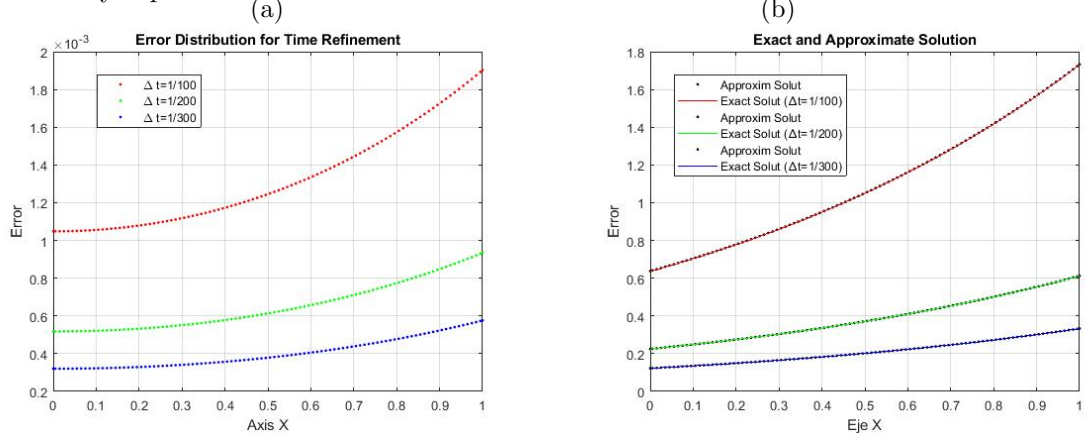 (a)
(b)
Error Distribution for Time Refinement
×10⁻³
Δ t=1/100
Δ t=1/200
Δ t=1/300
2
1.8
1.6
1.4
1.2
1
0.8
0.6
0.4
0.2
Error
0 0.1 0.2 0.3 0.4 0.5 0.6 0.7 0.8 0.9 1
Axis X
Exact and Approximate Solution
Approxim Solut
Exact Solut (Δt=1/100)
Approxim Solut
Exact Solut (Δt=1/200)
Approxim Solut
Exact Solut (Δt=1/300)
1.8
1.6
1.4
1.2
1
0.8
0.6
0.4
0.2
0
Error
0 0.1 0.2 0.3 0.4 0.5 0.6 0.7 0.8 0.9 1
Eje X